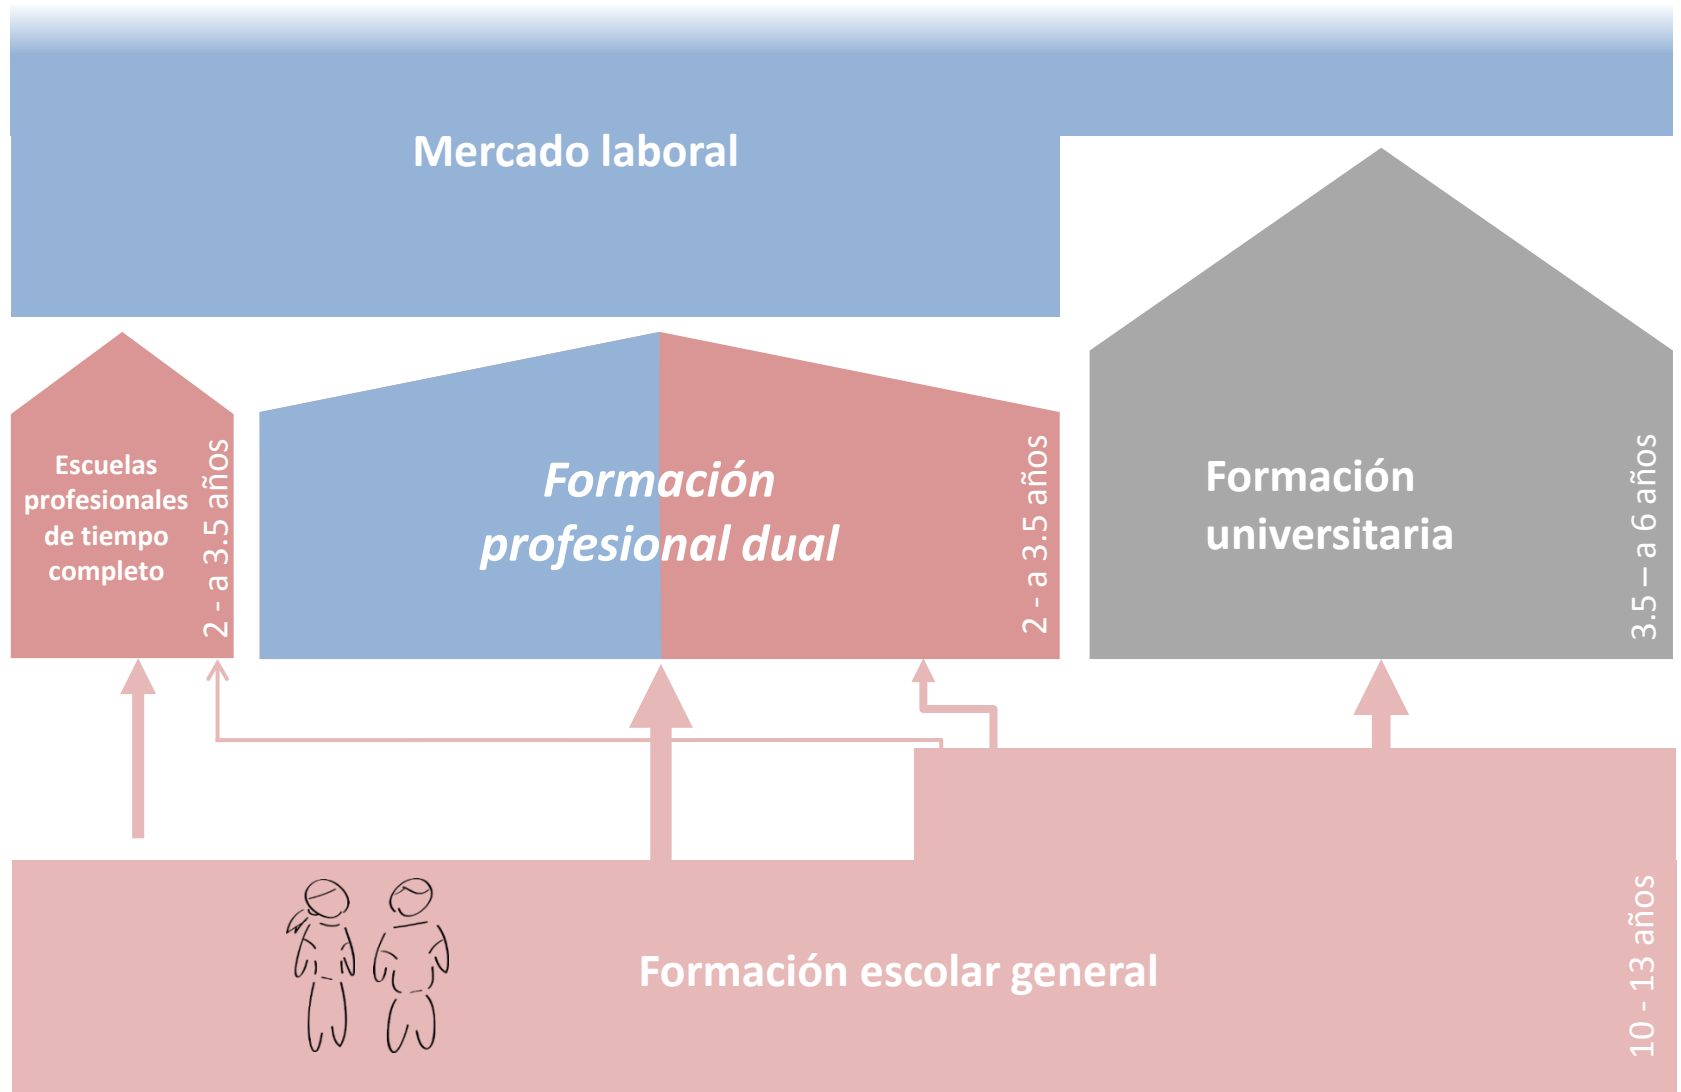 Mercado laboral
Escuelas
profesionales
de tiempo
completo
2 - a 3.5 años
Formación
profesional dual
2 - a 3.5 años
Formación
universitaria
3.5 – a 6 años
Formación escolar general
10 - 13 años